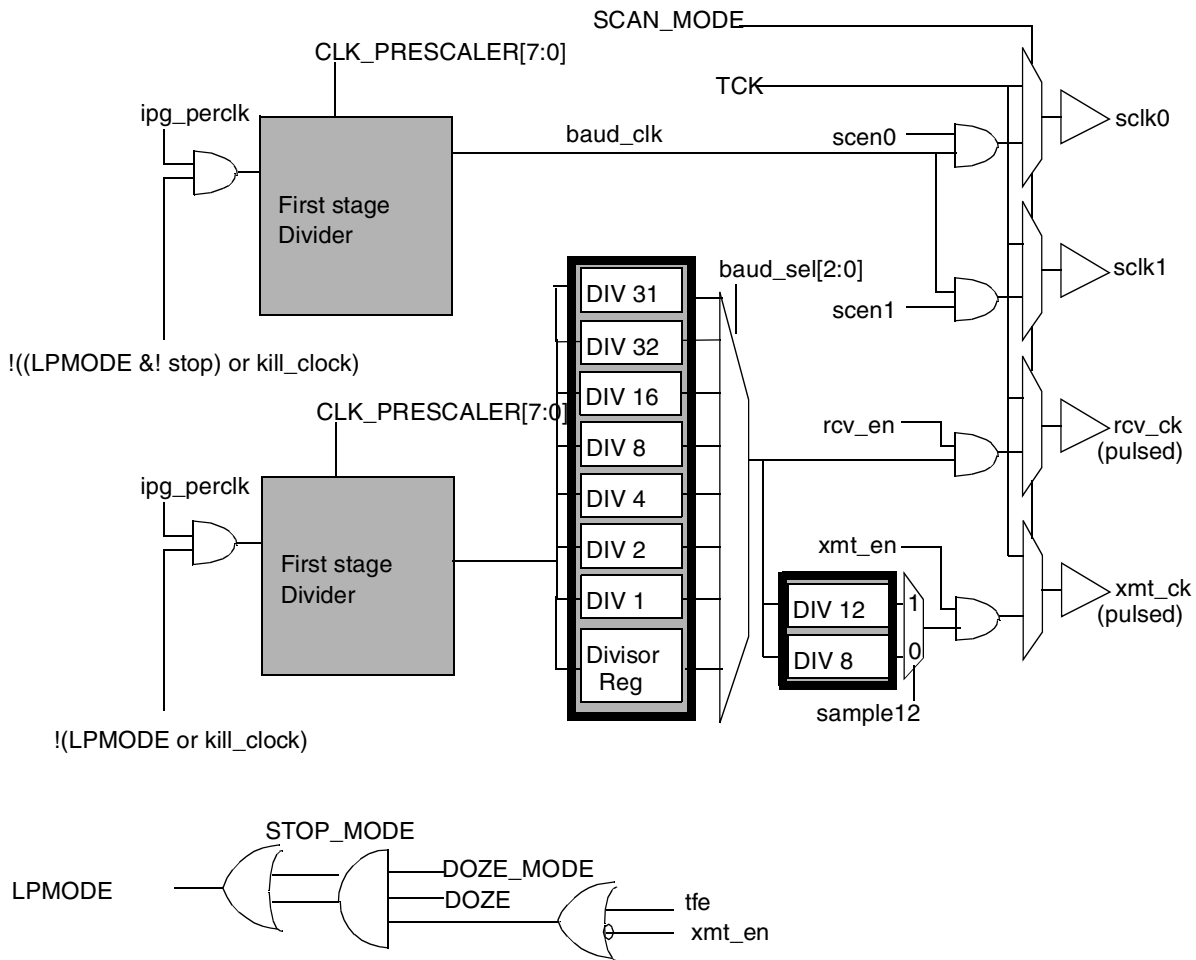 SCAN_MODE
CLK_PRESCALER[7:0]
TCK
ipg_perclk
sclk0
baud_clk
scen0
First stage
Divider
baud_sel[2:0]
sclk1
DIV 31
scen1
DIV 32
!((LPMODE &! stop) or kill_clock)
DIV 16
CLK_PRESCALER[7:0]
rcv_en
rcv_ck
(pulsed)
DIV 8
ipg_perclk
DIV 4
xmt_en
DIV 2
First stage
Divider
xmt_ck
(pulsed)
DIV 1
DIV 12
1
Divisor
Reg
DIV 8
0
sample12
!(LPMODE or kill_clock)
STOP_MODE
DOZE_MODE
LPMODE
DOZE
tfe
xmt_en